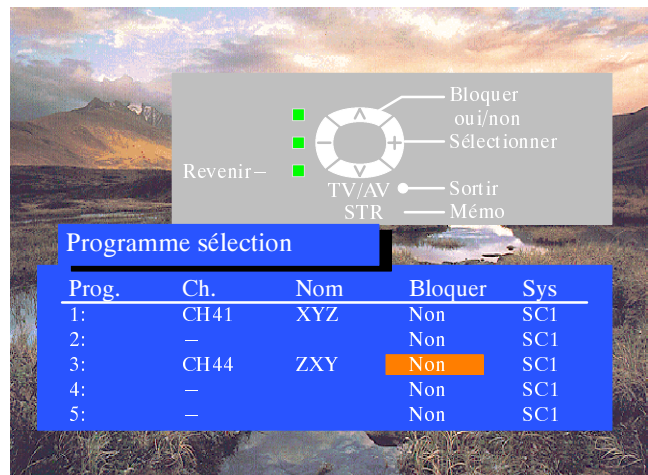 Bloquer
oui/non
Sélectionner
Revenir–
TV/AV Sortir
STR Mémo
Programme sélection
Prog. Ch. Nom Bloquer Sys
1: CH41 XYZ Non SC1
2: – Non SC1
3: CH44 ZXY Non SC1
4: – Non SC1
5: – Non SC1